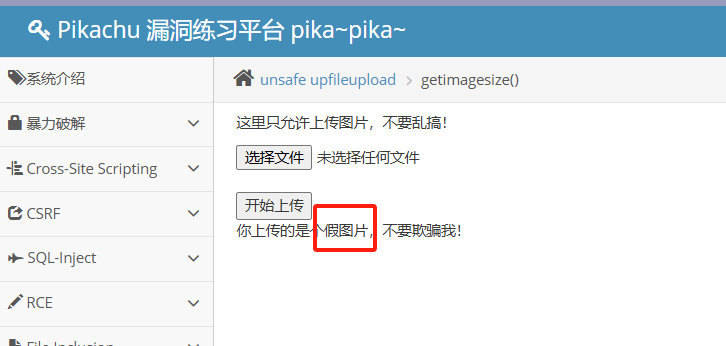 Pikachu 漏洞练习平台 pika~pika~
系统介绍
暴力破解
Cross-Site Scripting
CSRF
SQL-Inject
RCE
File Inclusion
unsafe upfileupload > getimagesize()
这里只允许上传图片，不要乱搞！
选择文件 未选择任何文件
开始上传
你上传的是个假图片，不要欺骗我！